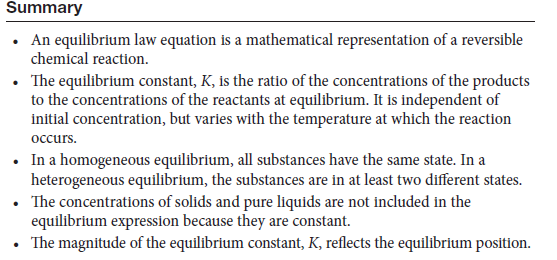 Summary
• An equilibrium law equation is a mathematical representation of a reversible
chemical reaction.
• The equilibrium constant, K, is the ratio of the concentrations of the products
to the concentrations of the reactants at equilibrium. It is independent of
initial concentration, but varies with the temperature at which the reaction
occurs.
• In a homogeneous equilibrium, all substances have the same state. In a
heterogeneous equilibrium, the substances are in at least two different states.
• The concentrations of solids and pure liquids are not included in the
equilibrium expression because they are constant.
• The magnitude of the equilibrium constant, K, reflects the equilibrium position.